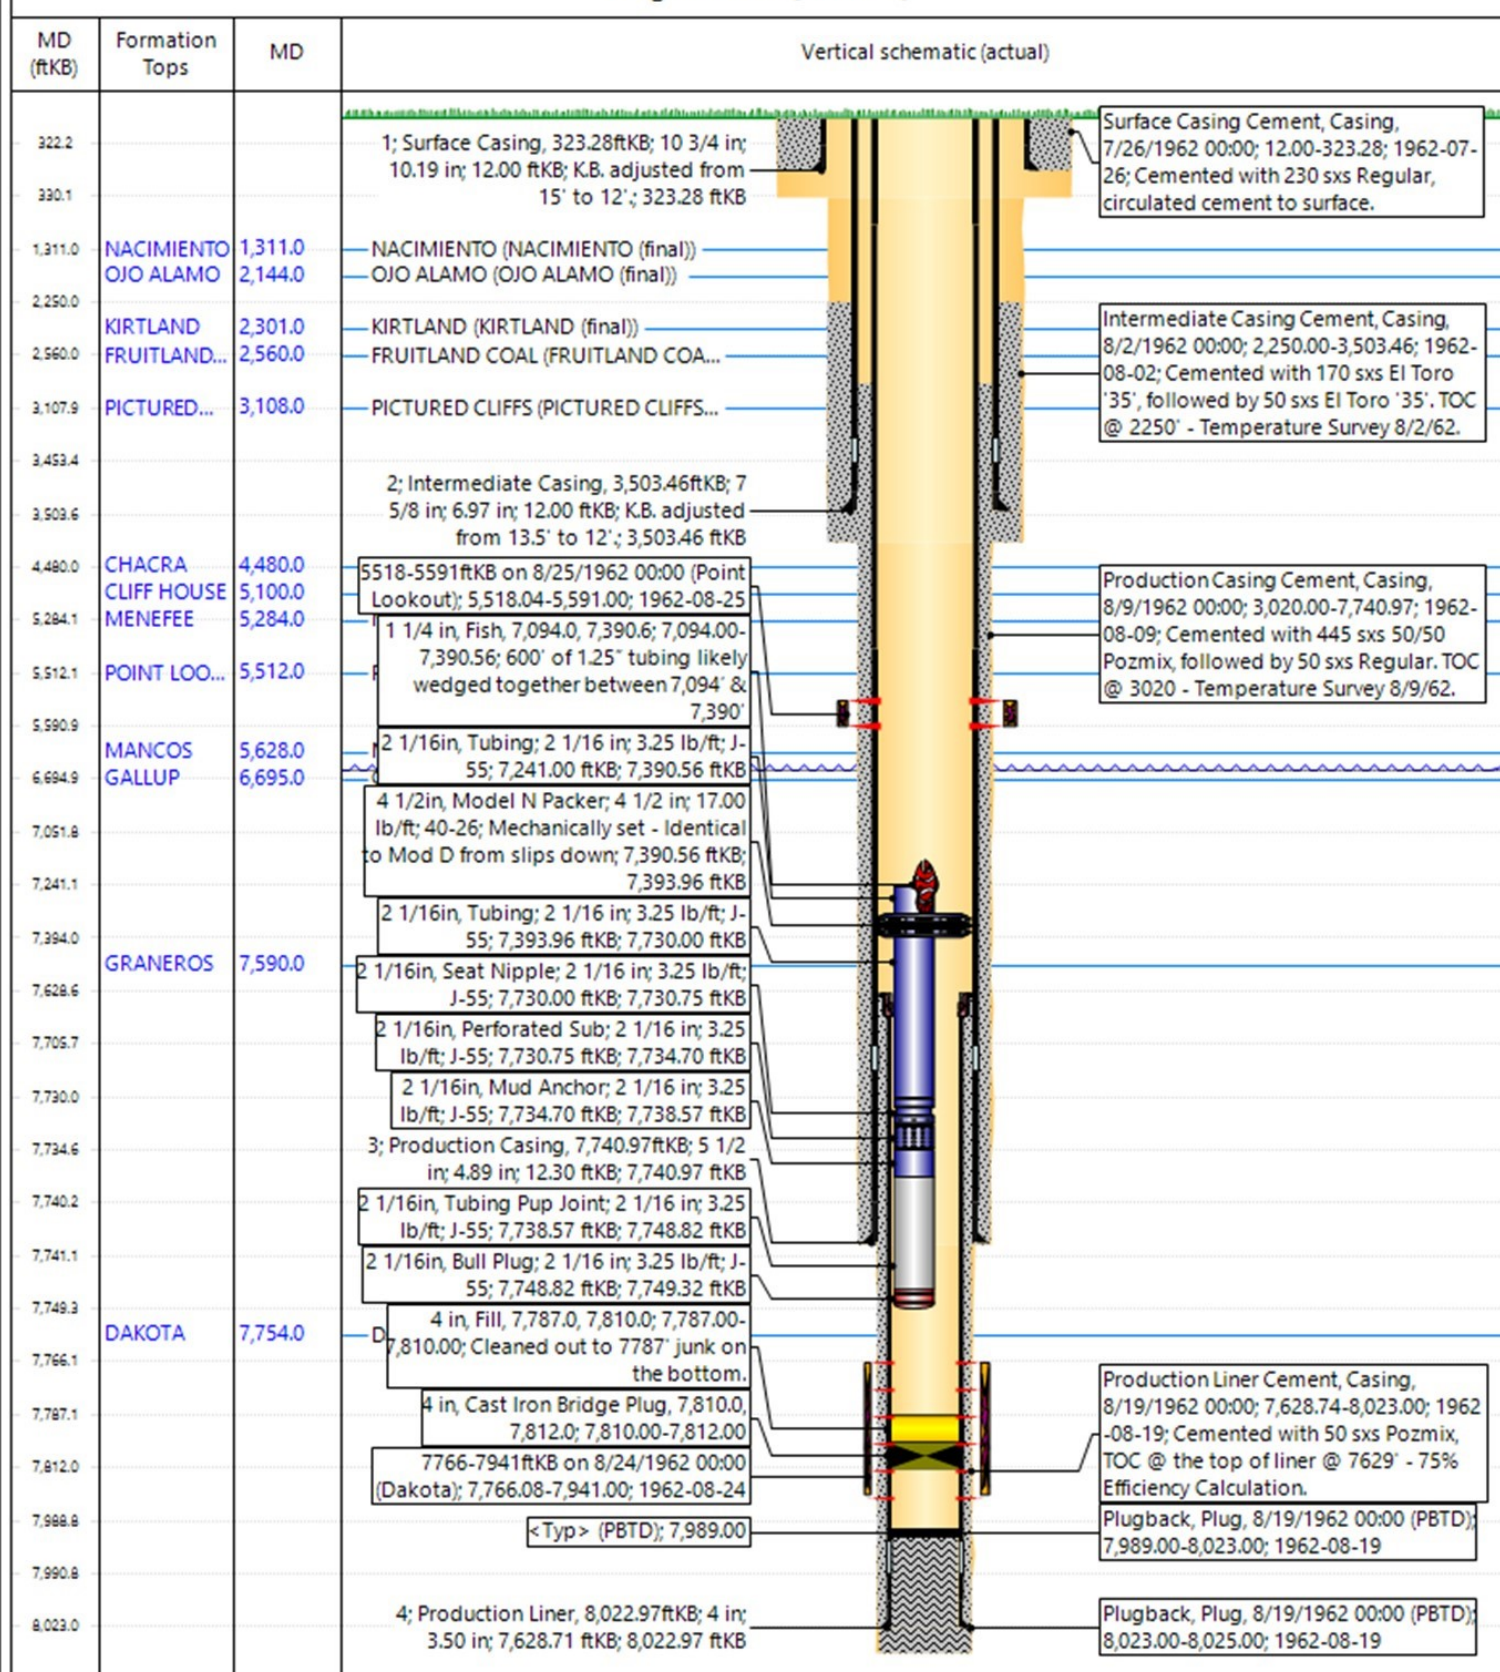 MD
(ftKB)
Formation
Tops
MD
Vertical schematic (actual)
322.2
330.1
1,311.0
2,250.0
2,560.0
3,107.9
3,453.4
3,503.6
4,480.0
5,284.1
5,512.1
5,590.9
6,694.9
7,051.8
7,241.1
7,394.0
7,628.6
7,705.7
7,730.0
7,734.6
7,740.2
7,741.1
7,749.3
7,766.1
7,787.1
7,812.0
7,988.8
7,990.8
8,023.0
NACIMIENTO 1,311.0
OJO ALAMO 2,144.0
KIRTLAND 2,301.0
FRUITLAND... 2,560.0
PICTURED... 3,108.0
CHACRA 4,480.0
CLIFF HOUSE 5,100.0
MENEFEE 5,284.0
POINT LOO... 5,512.0
MANCOS 5,628.0
GALLUP 6,695.0
GRANEROS 7,590.0
DAKOTA 7,754.0
1; Surface Casing, 323.28ftKB; 10 3/4 in;
10.19 in; 12.00 ftKB; K.B. adjusted from
15' to 12'.; 323.28 ftKB
NACIMIENTO (NACIMIENTO (final))
OJO ALAMO (OJO ALAMO (final))
KIRTLAND (KIRTLAND (final))
FRUITLAND COAL (FRUITLAND COA...
PICTURED CLIFFS (PICTURED CLIFFS...
2; Intermediate Casing, 3,503.46ftKB; 7
5/8 in; 6.97 in; 12.00 ftKB; K.B. adjusted
from 13.5' to 12'.; 3,503.46 ftKB
5518-5591ftKB on 8/25/1962 00:00 (Point
Lookout); 5,518.04-5,591.00; 1962-08-25
1 1/4 in, Fish, 7,094.0, 7,390.6; 7,094.00-
7,390.56; 600' of 1.25" tubing likely
wedged together between 7,094' &
7,390'
2 1/16in, Tubing; 2 1/16 in; 3.25 lb/ft; J-
55; 7,241.00 ftKB; 7,390.56 ftKB
4 1/2in, Model N Packer; 4 1/2 in; 17.00
lb/ft; 40-26; Mechanically set - Identical
to Mod D from slips down; 7,390.56 ftKB;
7,393.96 ftKB
2 1/16in, Tubing; 2 1/16 in; 3.25 lb/ft; J-
55; 7,393.96 ftKB; 7,730.00 ftKB
2 1/16in, Seat Nipple; 2 1/16 in; 3.25 lb/ft;
J-55; 7,730.00 ftKB; 7,730.75 ftKB
2 1/16in, Perforated Sub; 2 1/16 in; 3.25
lb/ft; J-55; 7,730.75 ftKB; 7,734.70 ftKB
2 1/16in, Mud Anchor; 2 1/16 in; 3.25
lb/ft; J-55; 7,734.70 ftKB; 7,738.57 ftKB
3; Production Casing, 7,740.97ftKB; 5 1/2
in; 4.89 in; 12.30 ftKB; 7,740.97 ftKB
2 1/16in, Tubing Pup Joint; 2 1/16 in; 3.25
lb/ft; J-55; 7,738.57 ftKB; 7,748.82 ftKB
2 1/16in, Bull Plug; 2 1/16 in; 3.25 lb/ft; J-
55; 7,748.82 ftKB; 7,749.32 ftKB
D
4 in, Fill, 7,787.0, 7,810.0; 7,787.00-
7,810.00; Cleaned out to 7787' junk on
the bottom.
4 in, Cast Iron Bridge Plug, 7,810.0,
7,812.0; 7,810.00-7,812.00
7766-7941ftKB on 8/24/1962 00:00
(Dakota); 7,766.08-7,941.00; 1962-08-24
<Typ> (PBTD); 7,989.00
4; Production Liner, 8,022.97ftKB; 4 in;
3.50 in; 7,628.71 ftKB; 8,022.97 ftKB
Surface Casing Cement, Casing,
7/26/1962 00:00; 12.00-323.28; 1962-07-
26; Cemented with 230 sxs Regular,
circulated cement to surface.
Intermediate Casing Cement, Casing,
8/2/1962 00:00; 2,250.00-3,503.46; 1962-
08-02; Cemented with 170 sxs El Toro
'35', followed by 50 sxs El Toro '35'. TOC
@ 2250' - Temperature Survey 8/2/62.
Production Casing Cement, Casing,
8/9/1962 00:00; 3,020.00-7,740.97; 1962-
08-09; Cemented with 445 sxs 50/50
Pozmix, followed by 50 sxs Regular. TOC
@ 3020 - Temperature Survey 8/9/62.
Production Liner Cement, Casing,
8/19/1962 00:00; 7,628.74-8,023.00; 1962
-08-19; Cemented with 50 sxs Pozmix,
TOC @ the top of liner @ 7629' - 75%
Efficiency Calculation.
Plugback, Plug, 8/19/1962 00:00 (PBTD);
7,989.00-8,023.00; 1962-08-19
Plugback, Plug, 8/19/1962 00:00 (PBTD);
8,023.00-8,025.00; 1962-08-19